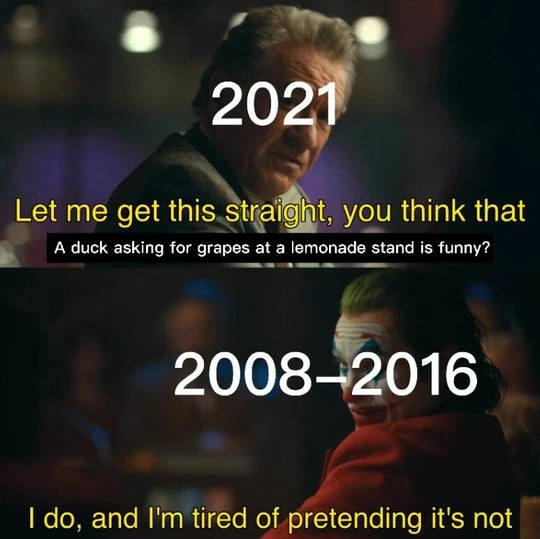 2021
Let me get this straight, you think that
A duck asking for grapes at a lemonade stand is funny?
2008–2016
I do, and I'm tired of pretending it's not